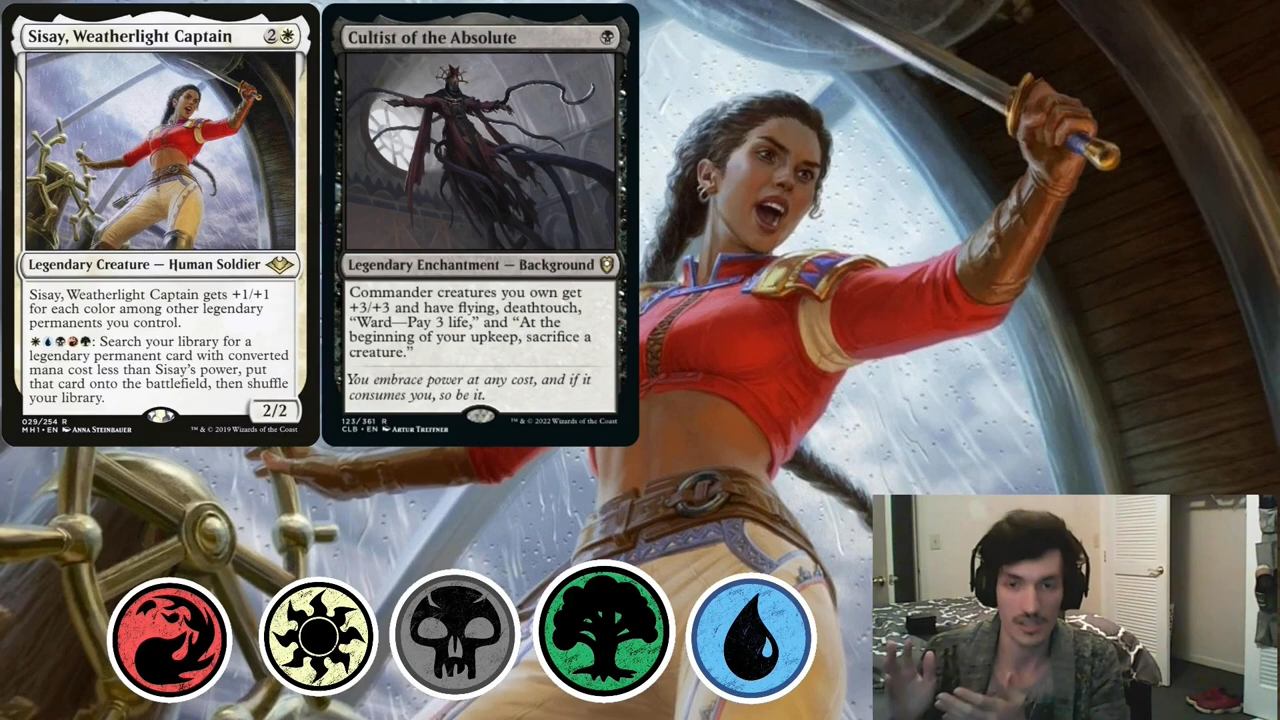 Sisay, Weatherlight Captain 2
Legendary Creature — Human Soldier
Sisay, Weatherlight Captain gets +1/+1
for each color among other legendary
permanents you control.
: Search your library for a
legendary permanent card with converted
mana cost less than Sisay's power, put
that card onto the battlefield, then shuffle
your library.
2/2
029/254 R
MH1 • EN Anna Steinbauer
™ & © 2019 Wizards of the Coast
Cultist of the Absolute
Legendary Enchantment — Background
Commander creatures you own get
+3/+3 and have flying, deathtouch,
"Ward—Pay 3 life," and "At the
beginning of your upkeep, sacrifice a
creature."
You embrace power at any cost, and if it
consumes you, so be it.
123/361 R
CLB • EN Artur Treffner
™ & © 2022 Wizards of the Coast